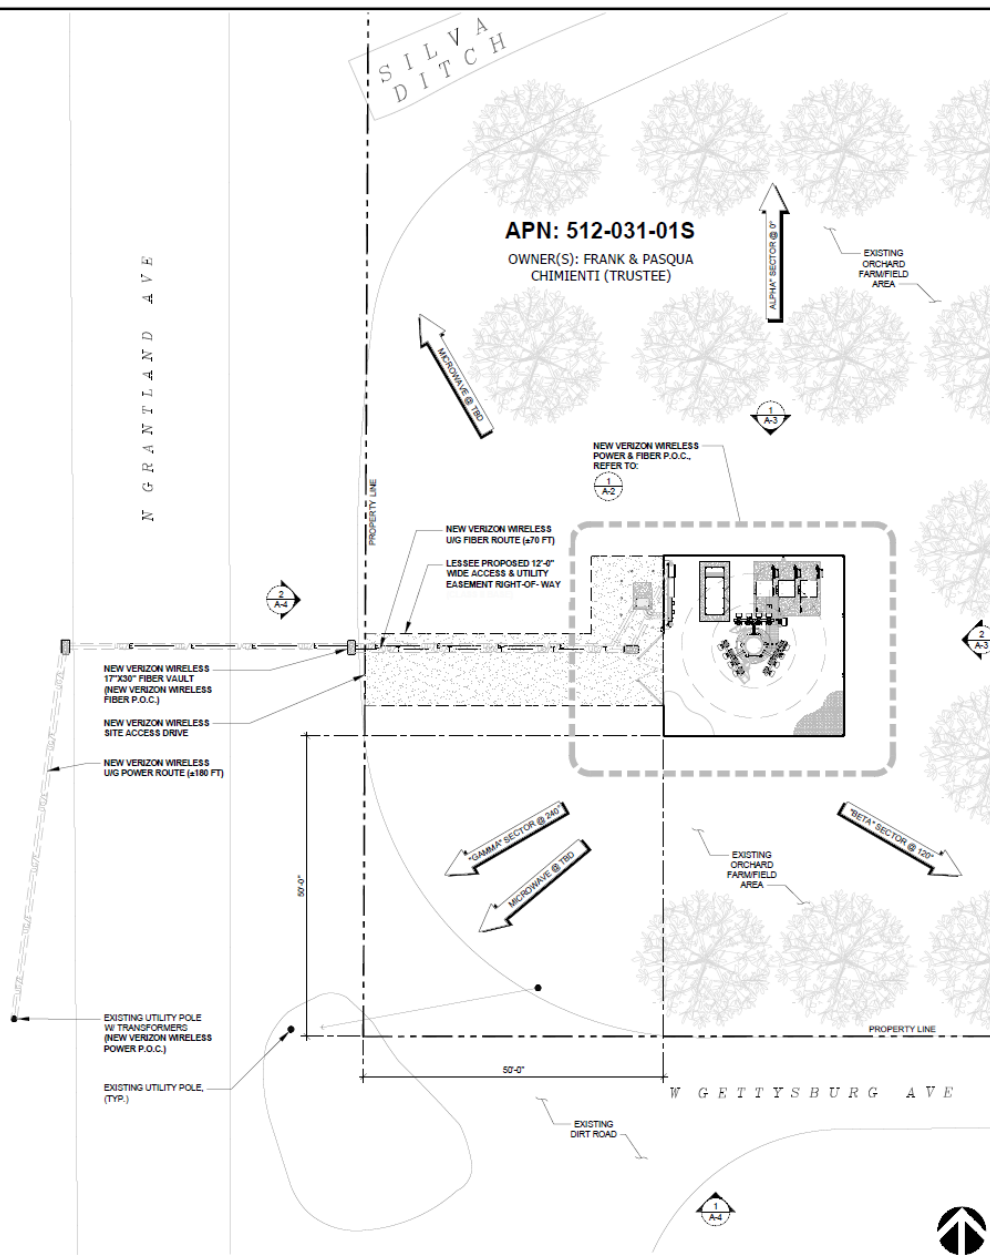 SILVA
DITCH
APN: 512-031-01S
OWNER(S): FRANK & PASQUA
CHIMIENTI (TRUSTEE)
ALPHA" SECTOR @ 0°
EXISTING
ORCHARD
FARM/FIELD
AREA
N GRANTLAND AVE
MICROWAVE @ TBD
1
A-3
NEW VERIZON WIRELESS
POWER & FIBER P.O.C.,
REFER TO:
1
A-2
PROPERTY LINE
NEW VERIZON WIRELESS
U/G FIBER ROUTE (±70 FT)
LESSEE PROPOSED 12'-0"
WIDE ACCESS & UTILITY
EASEMENT RIGHT-OF- WAY
2
A-4
2
A-3
NEW VERIZON WIRELESS
17"X30" FIBER VAULT
(NEW VERIZON WIRELESS
FIBER P.O.C.)
NEW VERIZON WIRELESS
SITE ACCESS DRIVE
NEW VERIZON WIRELESS
U/G POWER ROUTE (±180 FT)
"GAMMA" SECTOR @ 240°
MICROWAVE @ TBD
"BETA" SECTOR @ 120°
EXISTING
ORCHARD
FARM/FIELD
AREA
50'-0"
EXISTING UTILITY POLE
W/ TRANSFORMERS
(NEW VERIZON WIRELESS
POWER P.O.C.)
PROPERTY LINE
EXISTING UTILITY POLE,
(TYP.)
50'-0"
W GETTYSBURG AVE
EXISTING
DIRT ROAD
1
A-4